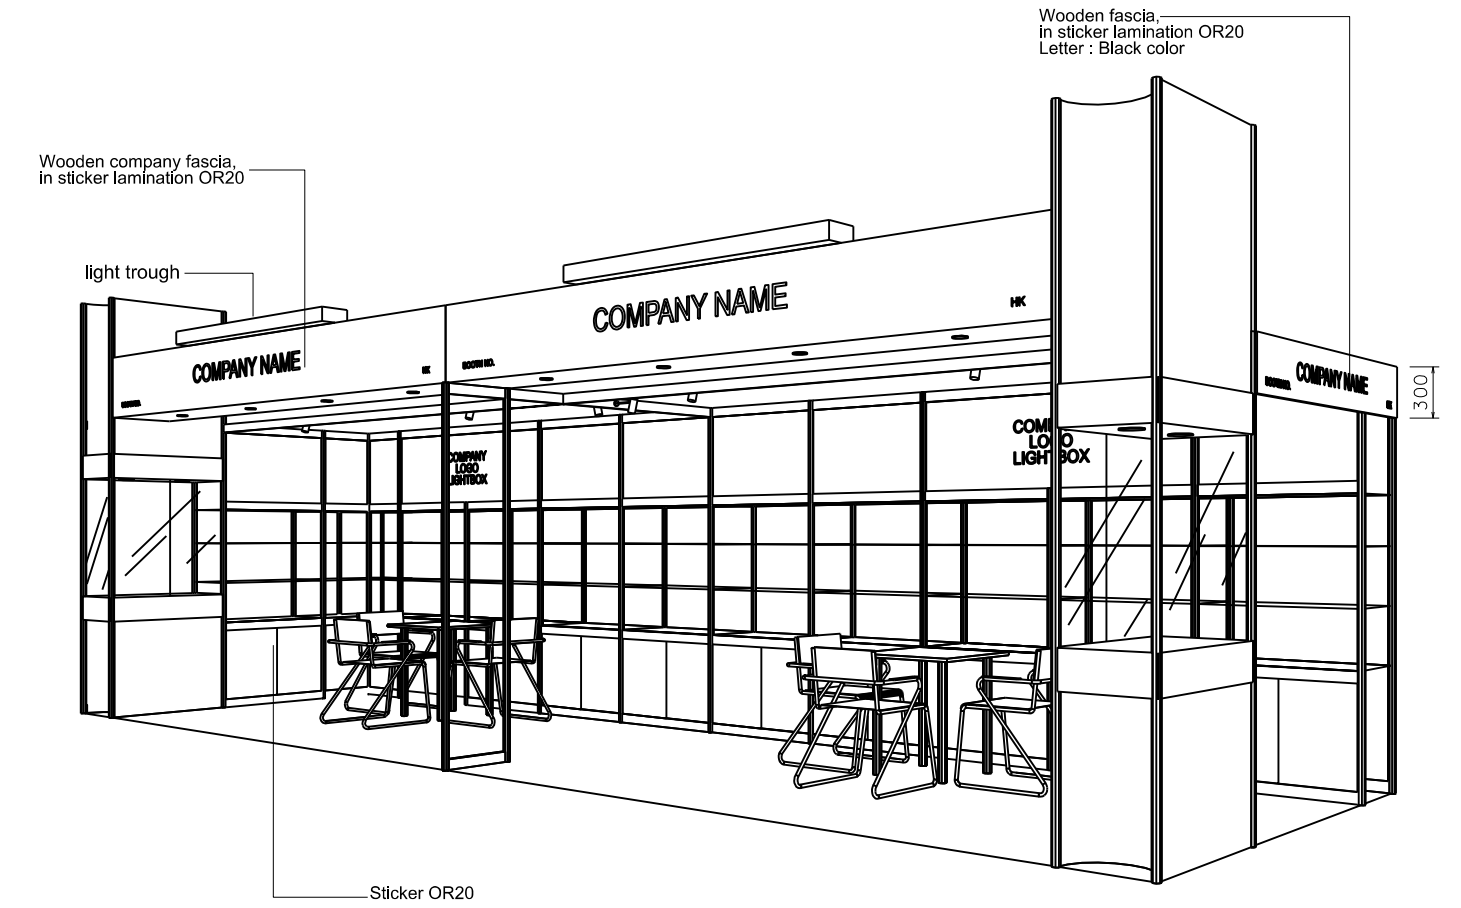 Wooden fascia,
in sticker lamination OR20
Letter : Black color
Wooden company fascia,
in sticker lamination OR20
light trough
COMPANY NAME
HK
COMPANY NAME
HK
BOOTH NO.
COMPANY NAME
HK
300
COMPANY
LOGO
LIGHTBOX
LOGO
LIGHTBOX
Sticker OR20